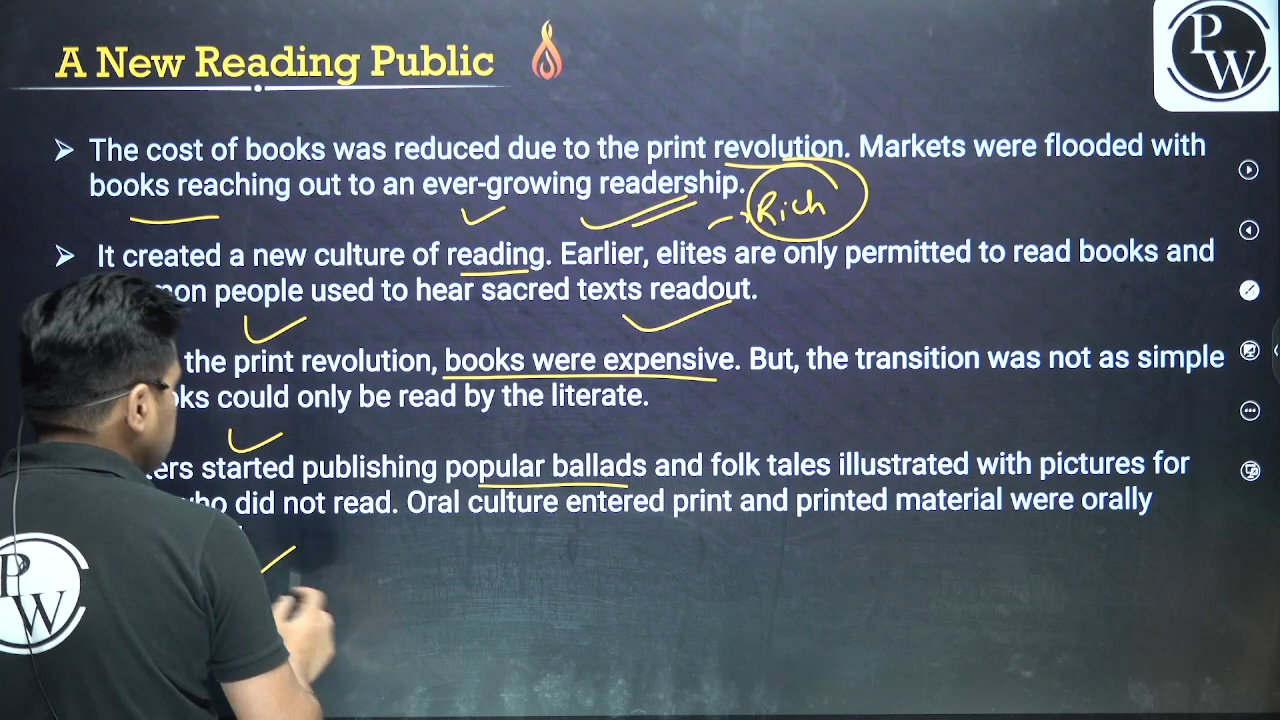 A New Reading Public
PW
➤ The cost of books was reduced due to the print revolution. Markets were flooded with
books reaching out to an ever-growing readership.
Rich
➤ It created a new culture of reading. Earlier, elites are only permitted to read books and
mon people used to hear sacred texts readout.
the print revolution, books were expensive. But, the transition was not as simple
oks could only be read by the literate.
ters started publishing popular ballads and folk tales illustrated with pictures for
ho did not read. Oral culture entered print and printed material were orally
PW